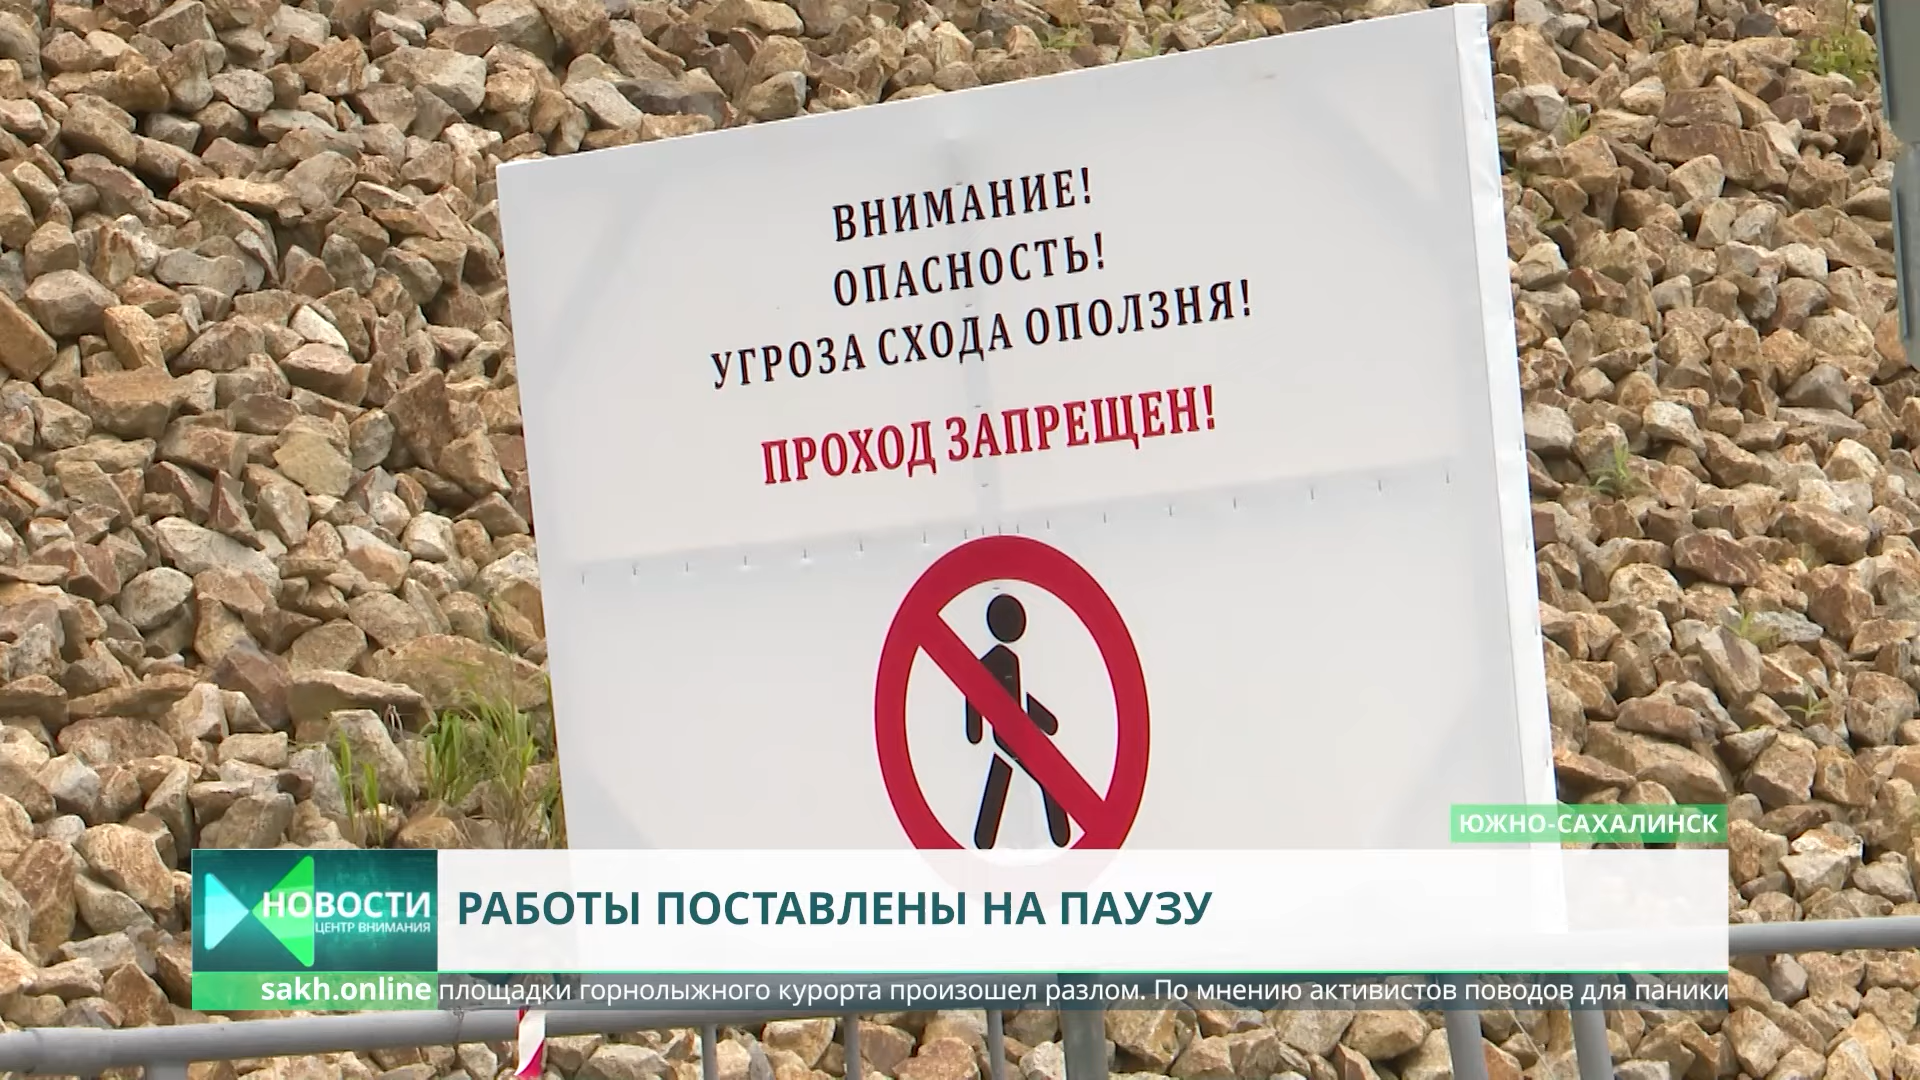 ВНИМАНИЕ!
ОПАСНОСТЬ!
УГРОЗА СХОДА ОПОЛЗНЯ!
ПРОХОД ЗАПРЕЩЕН!
ЮЖНО-САХАЛИНСК
НОВОСТИ
ЦЕНТР ВНИМАНИЯ
РАБОТЫ ПОСТАВЛЕНЫ НА ПАУЗУ
sakh.online площадки горнолыжного курорта произошел разлом. По мнению активистов поводов для паники